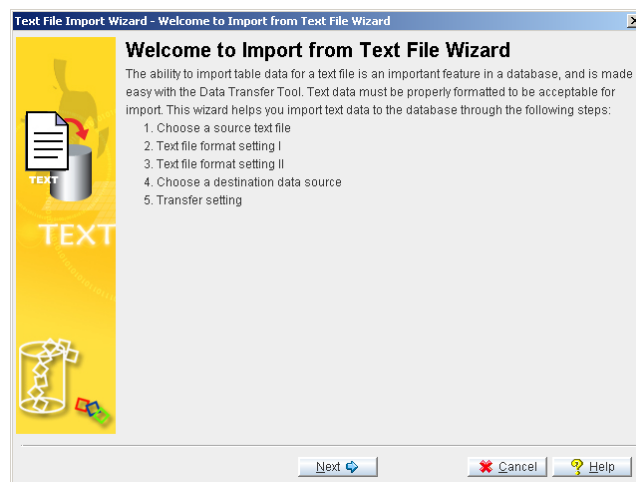 Text File Import Wizard - Welcome to Import from Text File Wizard
Welcome to Import from Text File Wizard
The ability to import table data for a text file is an important feature in a database, and is made
easy with the Data Transfer Tool. Text data must be properly formatted to be acceptable for
import. This wizard helps you import text data to the database through the following steps:
1. Choose a source text file
2. Text file format setting I
3. Text file format setting II
4. Choose a destination data source
5. Transfer setting
TEXT
TEXT
Next
Cancel
Help